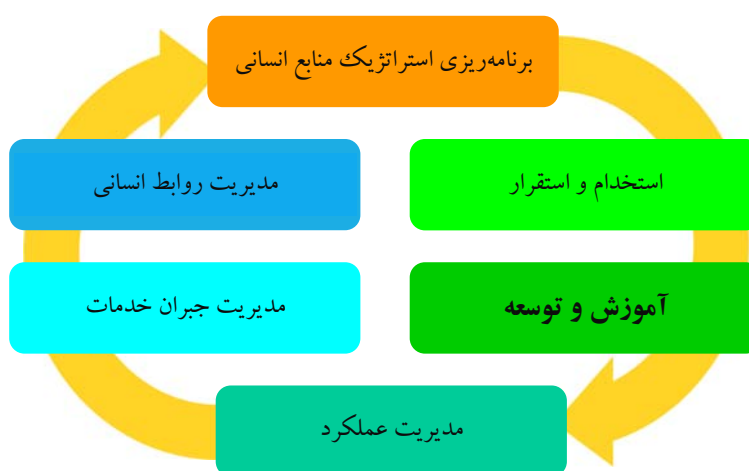 برنامه‌ریزی استراتژیک منابع انسانی
استخدام و استقرار
آموزش و توسعه
مدیریت عملکرد
مدیریت جبران خدمات
مدیریت روابط انسانی